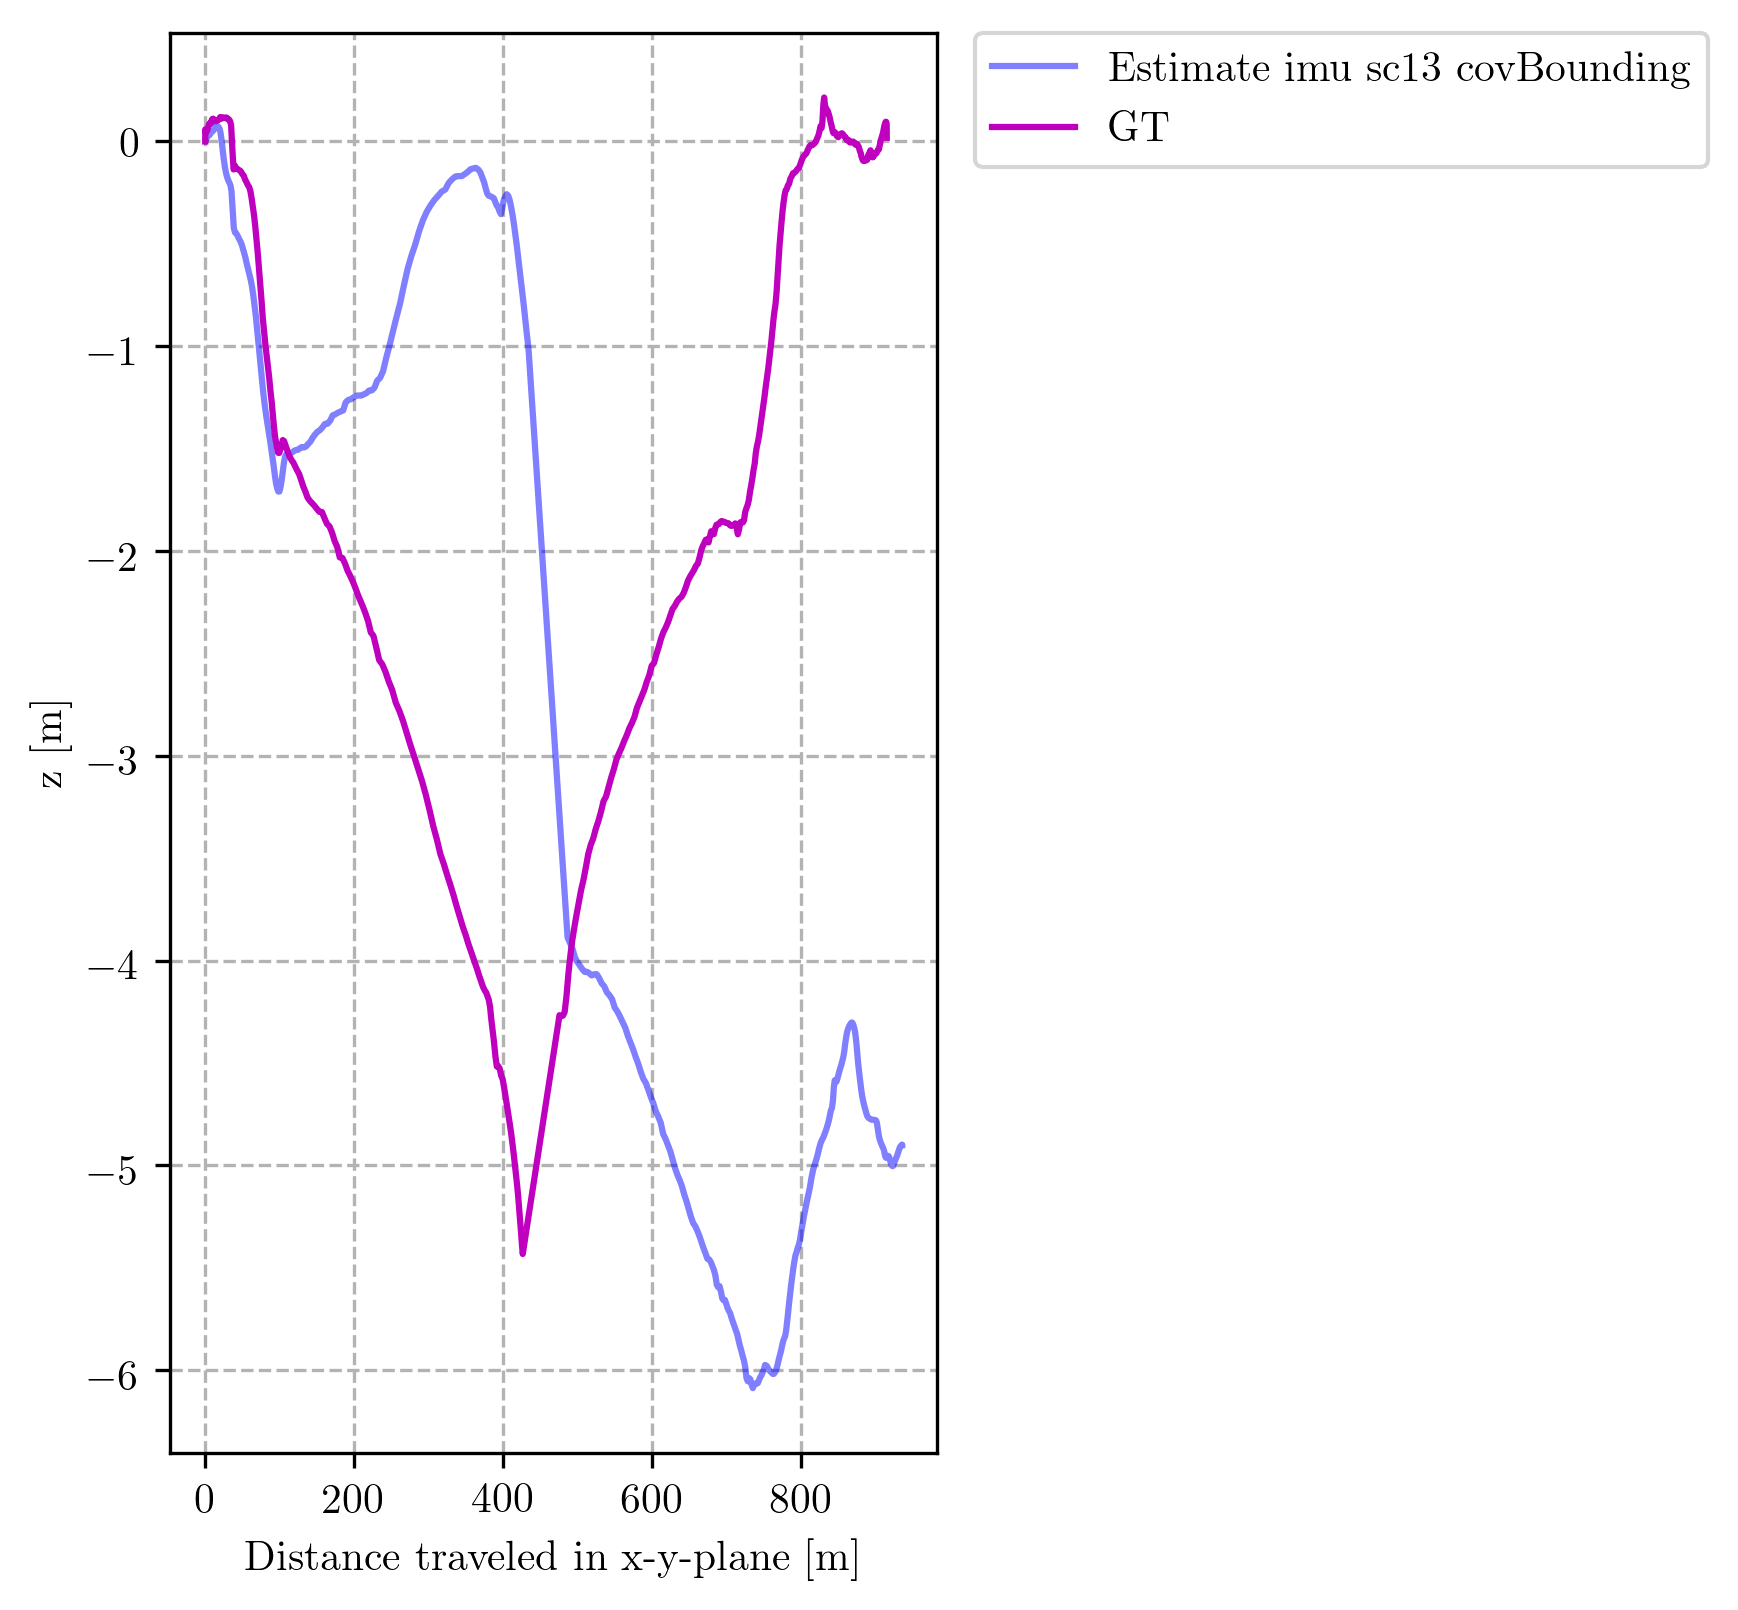 Estimate imu sc13 covBounding
GT
0
−1
−2
−3
−4
−5
−6
z [m]
0 200 400 600 800
Distance traveled in x-y-plane [m]